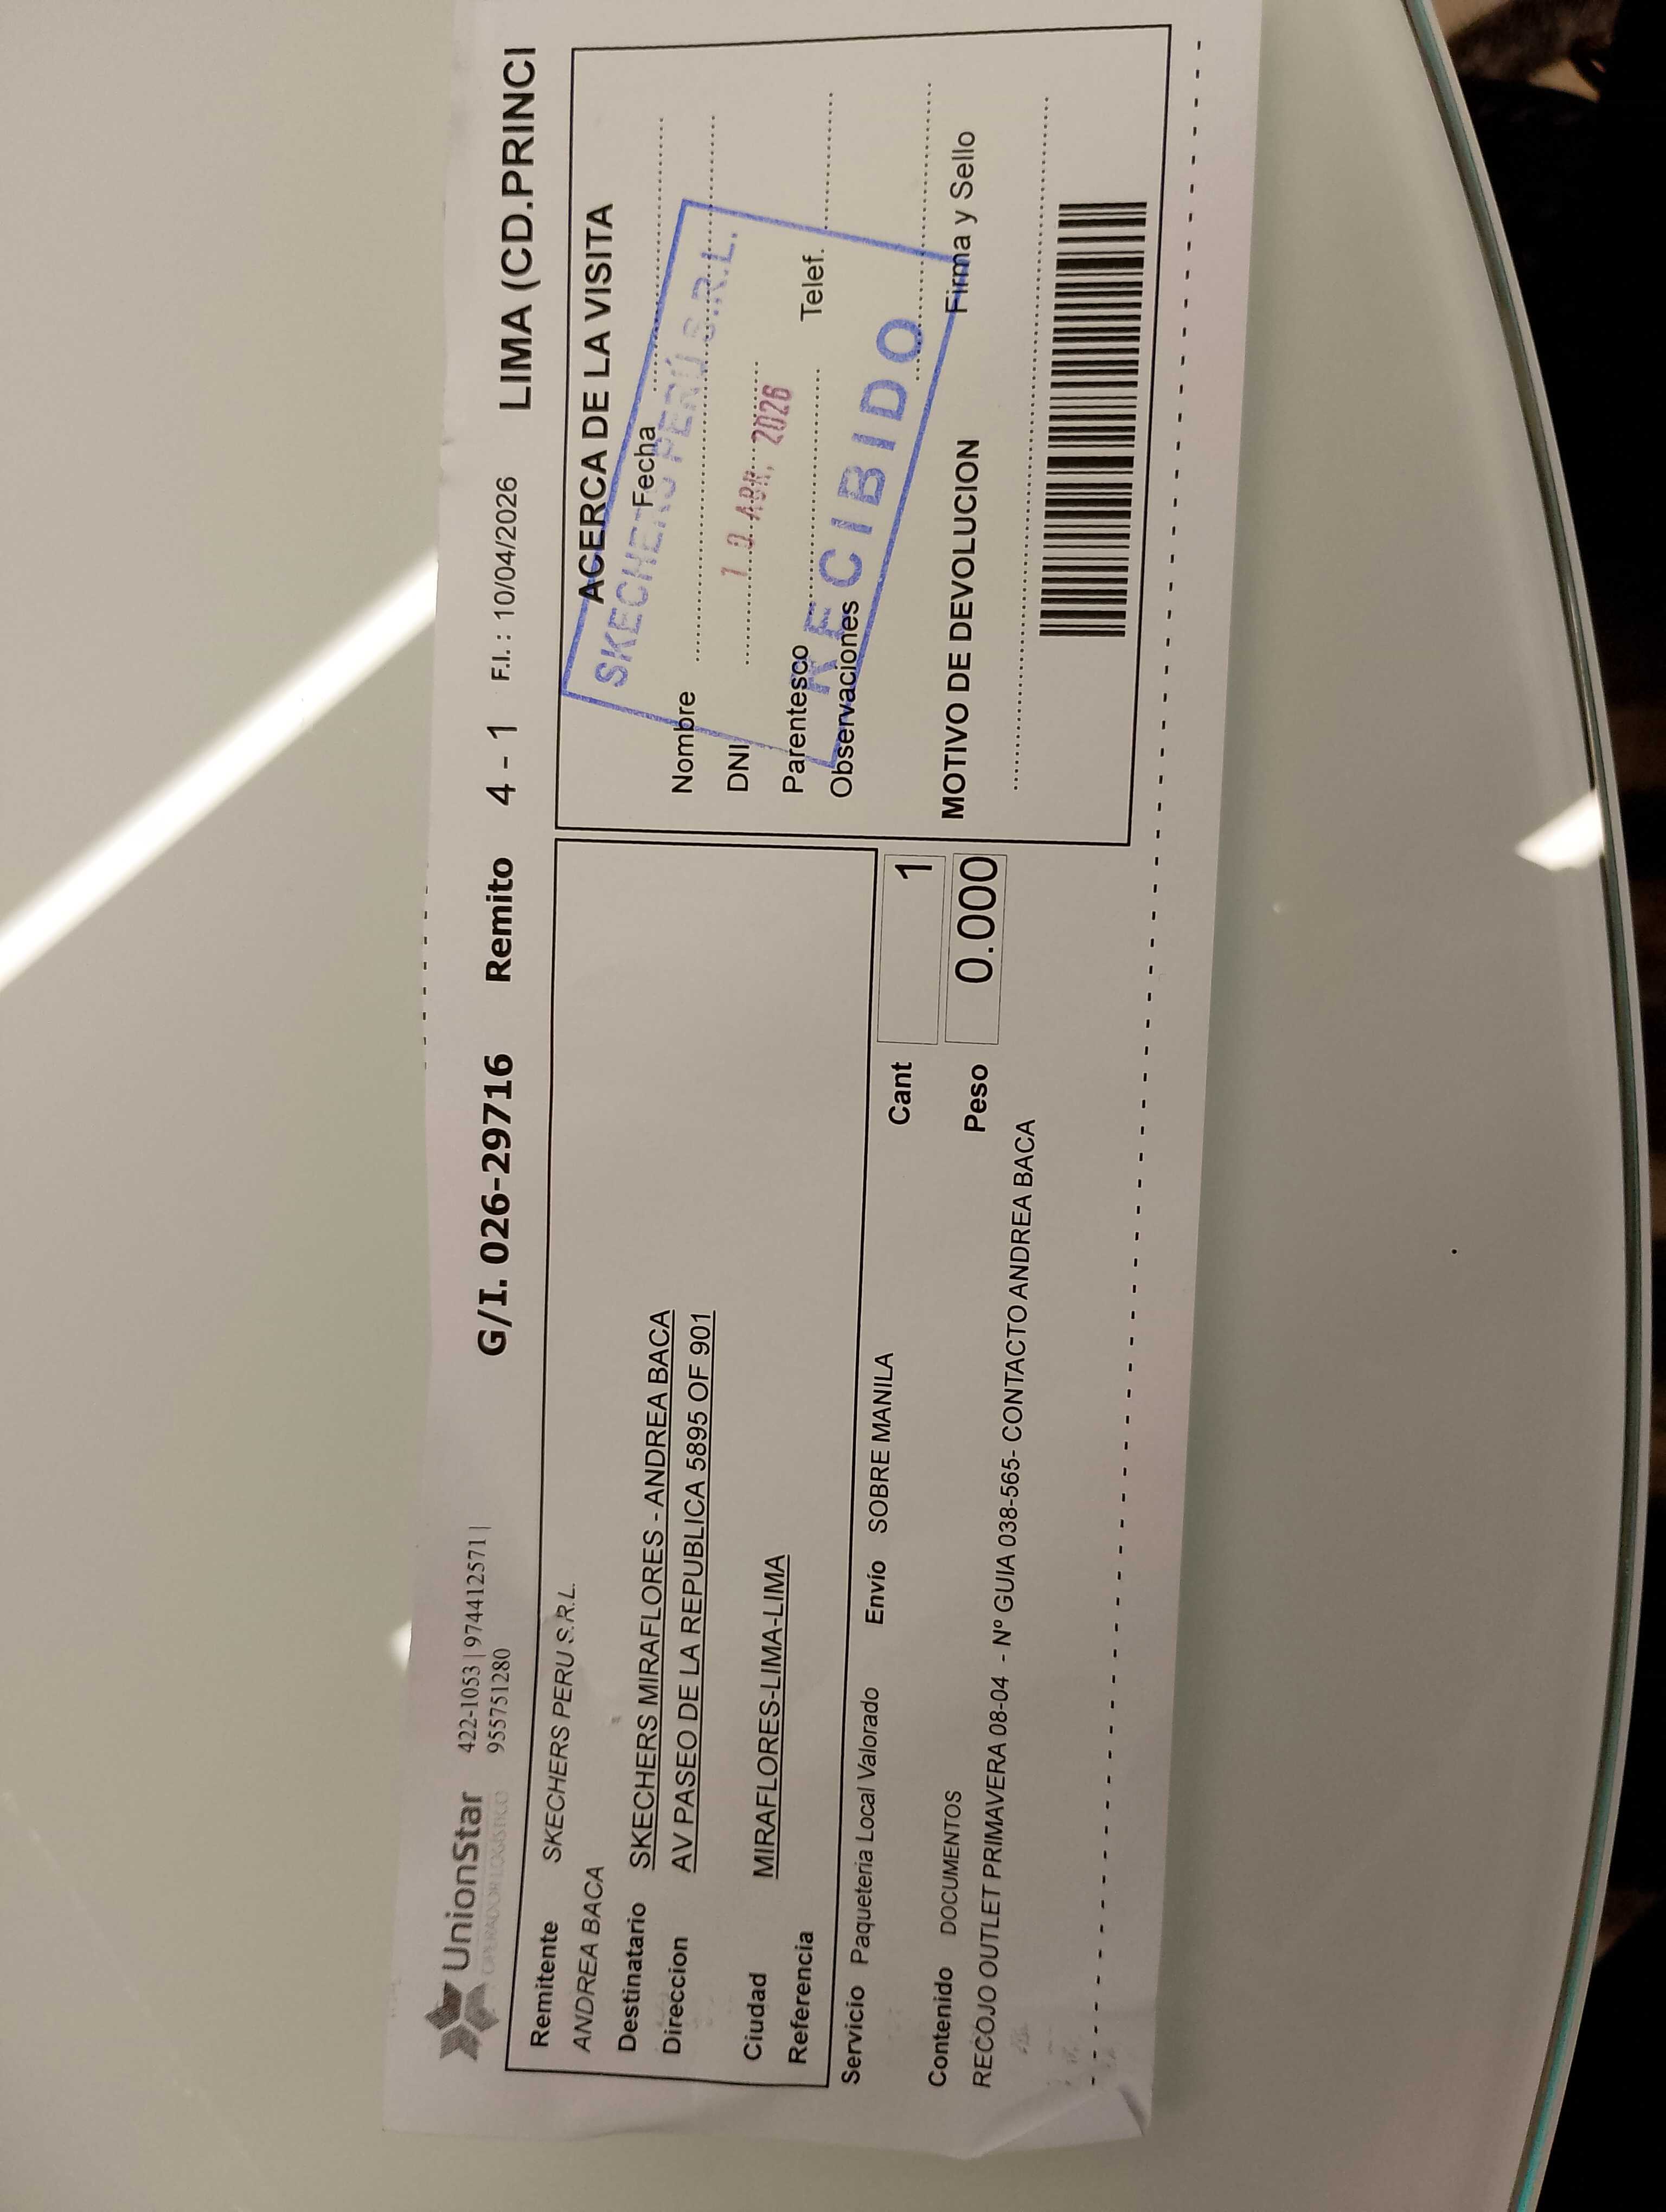 UnionStar
OPERADOR LOGISTICO
422-1053 | 974412571 |
955751280
G/I. 026-29716 Remito 4 - 1 F.I. : 10/04/2026 LIMA (CD.PRINCI
Remitente SKECHERS PERU S.R.L.
ANDREA BACA
Destinatario SKECHERS MIRAFLORES - ANDREA BACA
Direccion AV PASEO DE LA REPUBLICA 5895 OF 901
Ciudad MIRAFLORES-LIMA-LIMA
Referencia
Servicio Paqueteria Local Valorado Envío SOBRE MANILA
Cant 1
Contenido DOCUMENTOS
Peso 0.000
RECOJO OUTLET PRIMAVERA 08-04 - Nº GUIA 038-565- CONTACTO ANDREA BACA
ACERCA DE LA VISITA
Fecha
Nombre
DNI
Parentesco Telef.
Observaciones
MOTIVO DE DEVOLUCION Firma y Sello
SKECHERS PERÚ S.R.L.
10 ABR. 2026
RECIBIDO